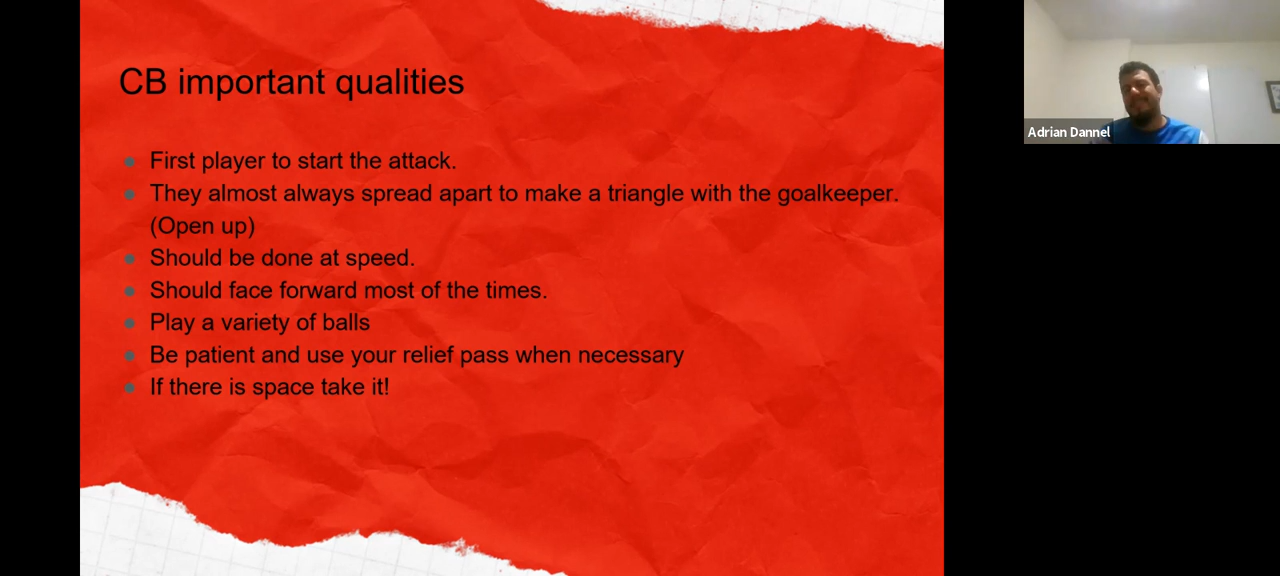 CB important qualities
First player to start the attack.
They almost always spread apart to make a triangle with the goalkeeper.
(Open up)
Should be done at speed.
Should face forward most of the times.
Play a variety of balls
Be patient and use your relief pass when necessary
If there is space take it!
Adrian Dannel